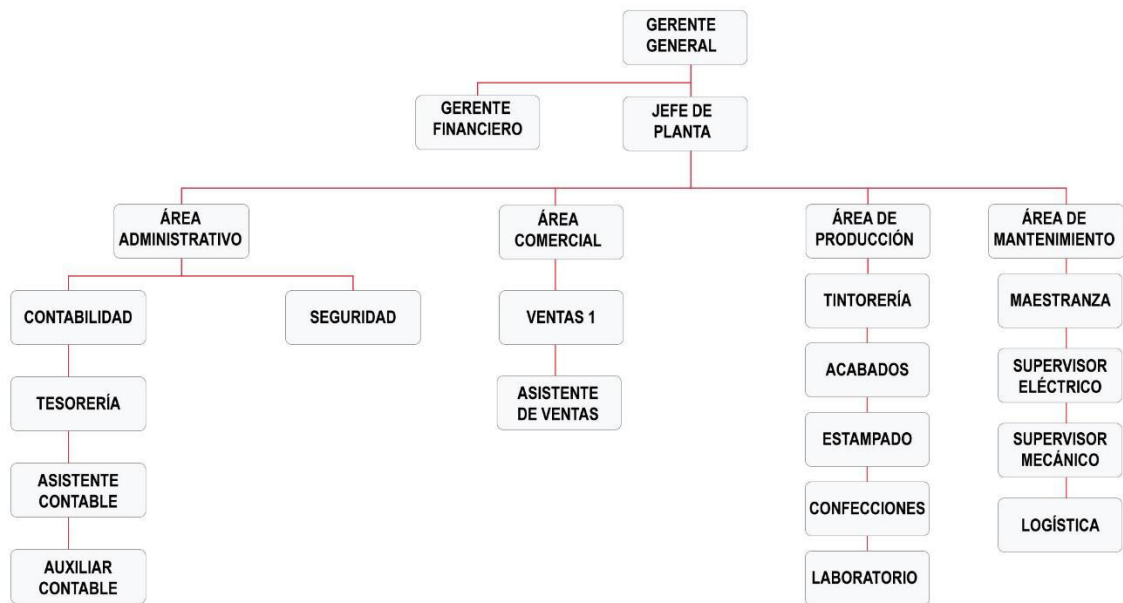 GERENTE
GENERAL
GERENTE
FINANCIERO
JEFE DE
PLANTA
ÁREA
ADMINISTRATIVO
ÁREA
COMERCIAL
ÁREA DE
PRODUCCIÓN
ÁREA DE
MANTENIMIENTO
CONTABILIDAD
SEGURIDAD
VENTAS 1
TINTORERÍA
MAESTRANZA
TESORERÍA
ASISTENTE
DE VENTAS
ACABADOS
SUPERVISOR
ELÉCTRICO
ESTAMPADO
SUPERVISOR
MECÁNICO
ASISTENTE
CONTABLE
CONFECCIONES
LOGÍSTICA
AUXILIAR
CONTABLE
LABORATORIO